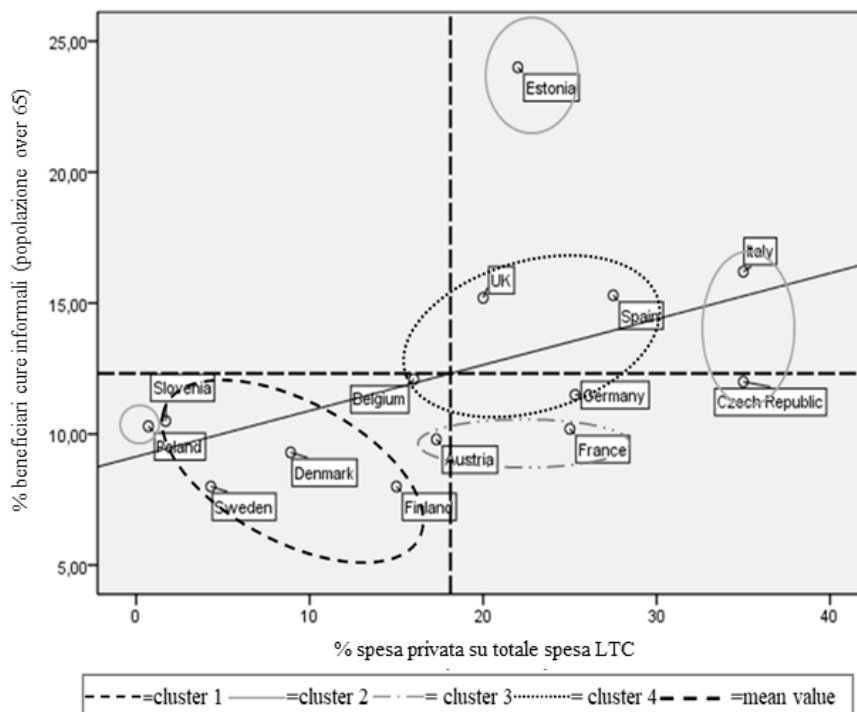 25,00
Estonia
20,00
Italy
UK
15,00
Spain
Slovenia
Belgium
Germany
Czech Republic
10,00
Poland
Austria
France
Denmark
Sweden
Finland
5,00
0
10
20
30
40
% beneficiari cure informali (popolazione over 65)
% spesa privata su totale spesa LTC
=cluster 1 =cluster 2 = cluster 3 = cluster 4 =mean value